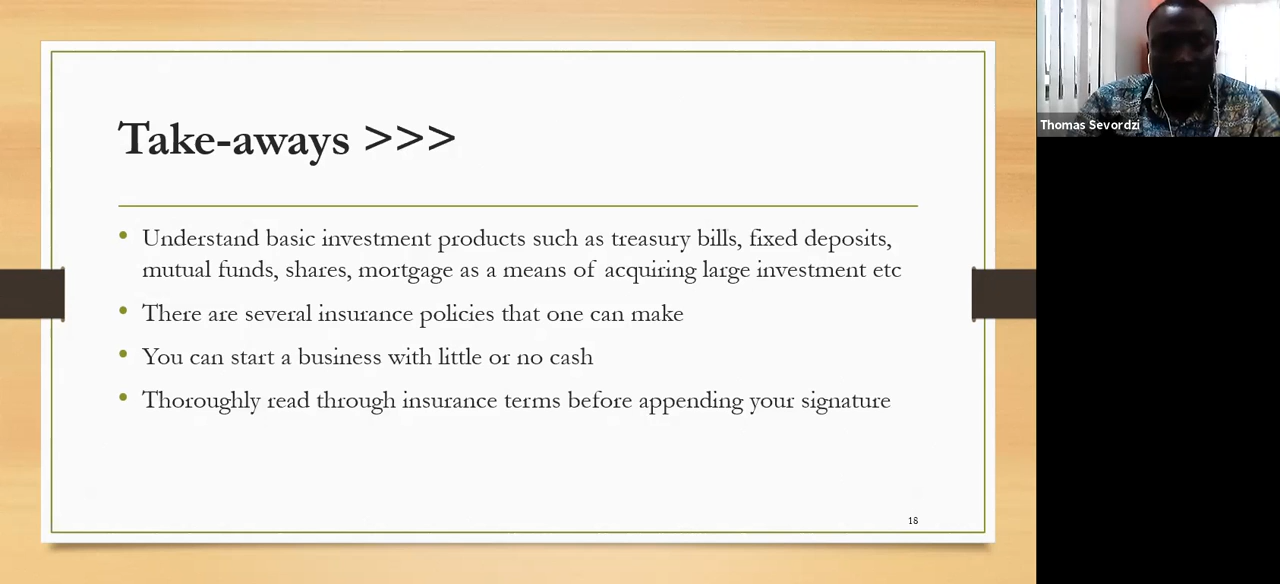 Take-aways >>>
• Understand basic investment products such as treasury bills, fixed deposits,
mutual funds, shares, mortgage as a means of acquiring large investment etc
• There are several insurance policies that one can make
• You can start a business with little or no cash
• Thoroughly read through insurance terms before appending your signature
18
Thomas Sevordzi